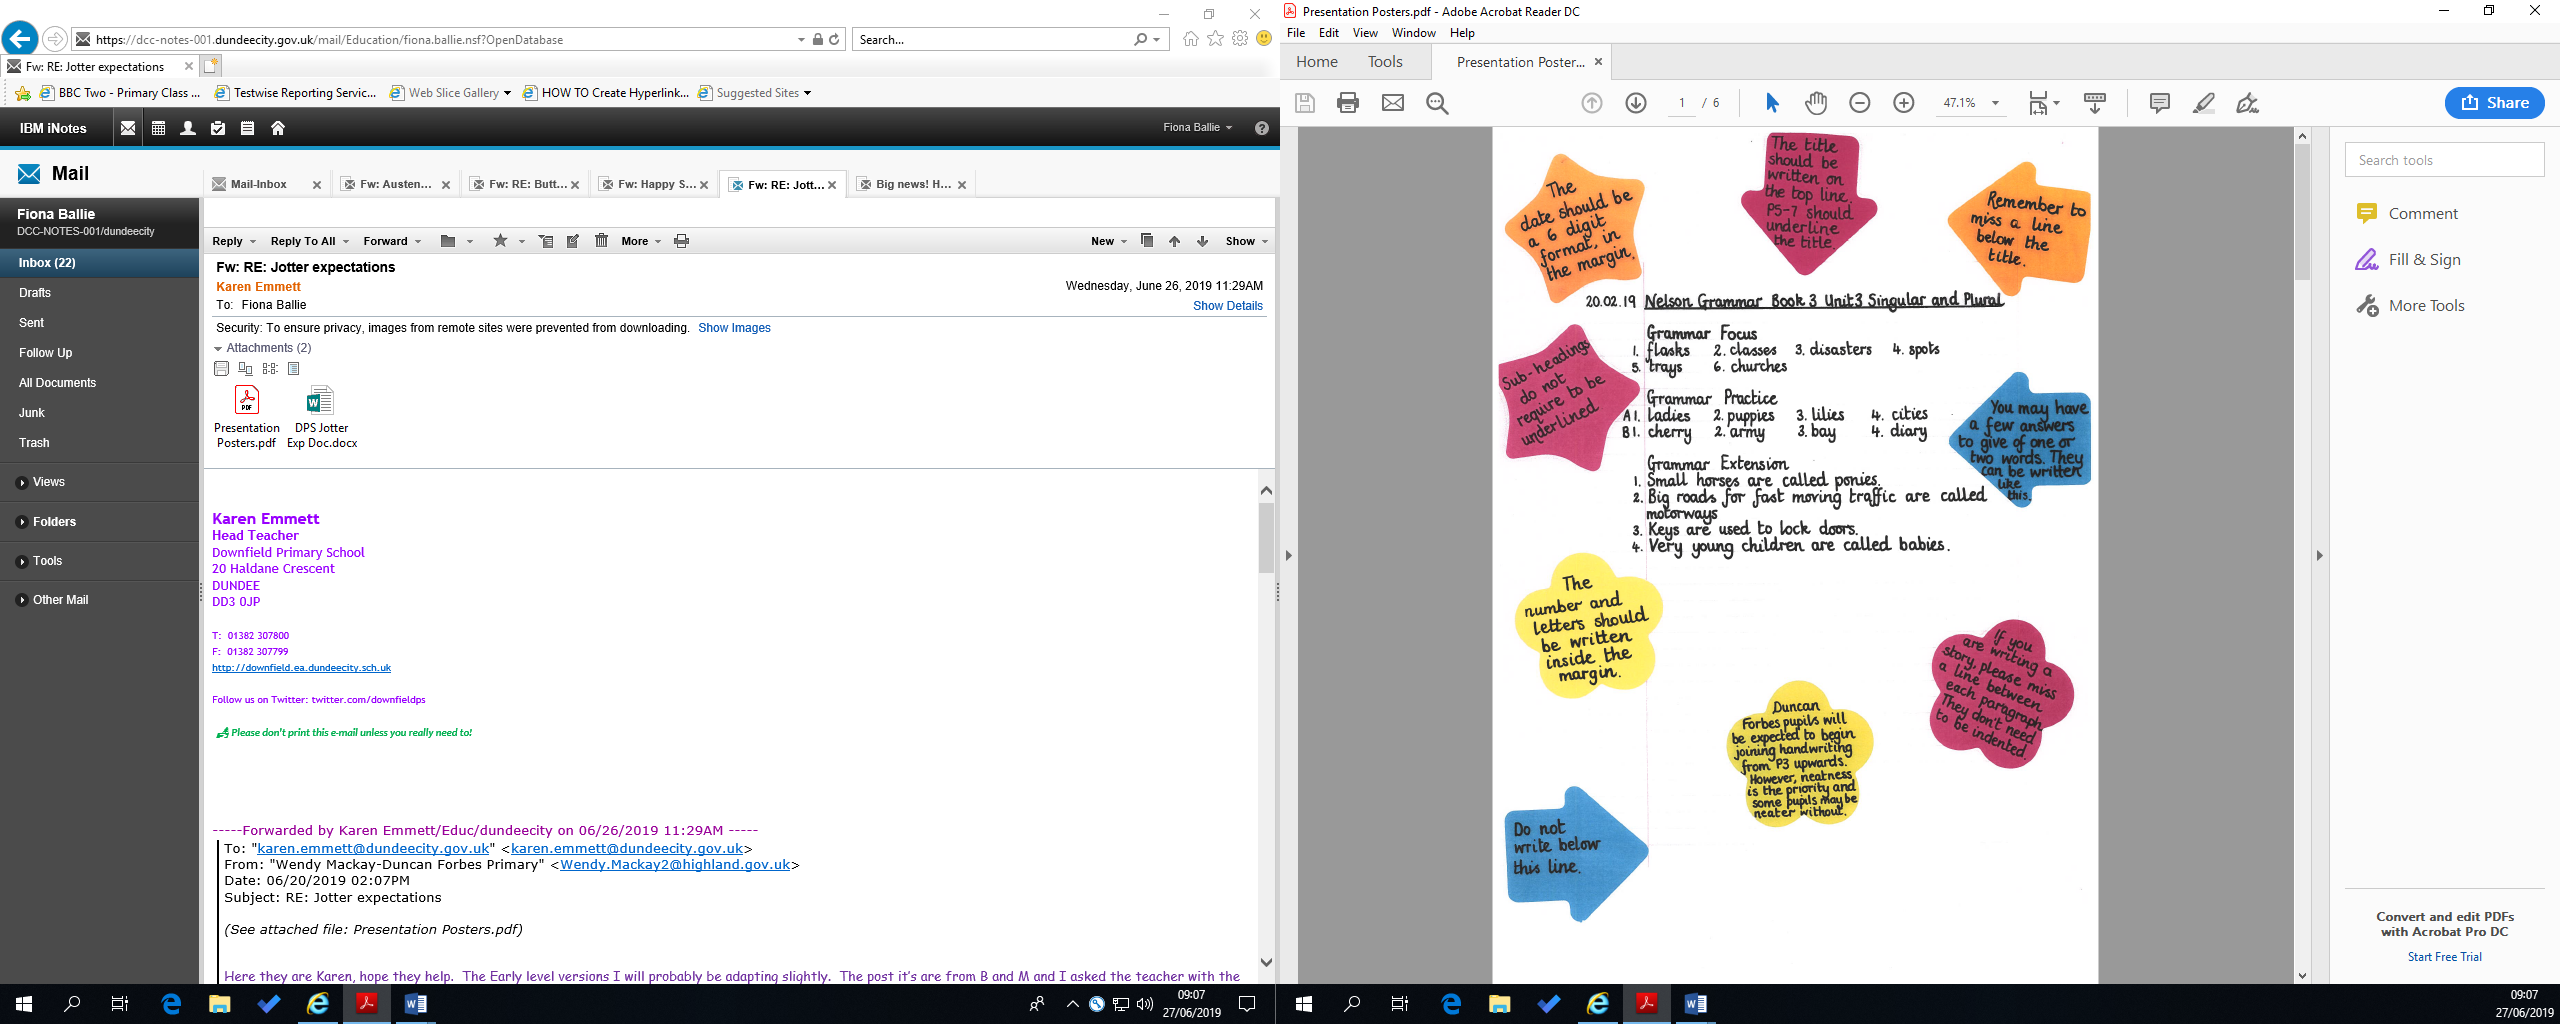 https://dcc-notes-001.dundeecity.gov.uk/mail/Education/fiona.ballie.nsf?OpenDatabase
Search...
Fw: RE: Jotter expectations
BBC Two - Primary Class ...
Testwise Reporting Servic...
Web Slice Gallery
HOW TO Create Hyperlink...
Suggested Sites
IBM iNotes
Fiona Ballie
Mail
Mail-Inbox
Fw: Austen...
Fw: RE: Butt...
Fw: Happy S...
Fw: RE: Jott...
Big news! H...
Fiona Ballie
DCC-NOTES-001/dundeecity
Inbox (22)
Drafts
Sent
Follow Up
All Documents
Junk
Trash
Views
Folders
Tools
Other Mail
Reply
Reply To All
Forward
More
New
Show
Fw: RE: Jotter expectations
Karen Emmett
Wednesday, June 26, 2019 11:29AM
To: Fiona Ballie
Show Details
Security: To ensure privacy, images from remote sites were prevented from downloading. Show Images
Attachments (2)
Presentation
Posters.pdf
DPS Jotter
Exp Doc.docx
Karen Emmett
Head Teacher
Downfield Primary School
20 Haldane Crescent
DUNDEE
DD3 0JP
T: 01382 307800
F: 01382 307799
http://downfield.ea.dundeecity.sch.uk
Follow us on Twitter: twitter.com/downfieldps
Please don't print this e-mail unless you really need to!
-----Forwarded by Karen Emmett/Educ/dundeecity on 06/26/2019 11:29AM -----
To: "karen.emmett@dundeecity.gov.uk" <karen.emmett@dundeecity.gov.uk>
From: "Wendy Mackay-Duncan Forbes Primary" <Wendy.Mackay2@highland.gov.uk>
Date: 06/20/2019 02:07PM
Subject: RE: Jotter expectations
(See attached file: Presentation Posters.pdf)
Here they are Karen, hope they help. The Early level versions I will probably be adapting slightly. The post it's are from B and M and I asked the teacher with the
09:07
27/06/2019
Presentation Posters.pdf - Adobe Acrobat Reader DC
File Edit View Window Help
Home
Tools
Presentation Poster...
1 / 6
47.1%
Share
The
date should be
a 6 digit
format, in
the margin.
The title
should be
written on
the top line.
P5-7 should
underline
the title.
Remember to
miss a line
below the
title.
20.02.19 Nelson Grammar Book 3 Unit 3 Singular and Plural
Grammar Focus
1. flasks 2. classes 3. disasters 4. spots
5. trays 6. churches
Sub-headings
do not
require to be
underlined
Grammar Practice
A1. ladies 2. puppies 3. lilies 4. cities
B1. cherry 2. army 3. bay 4. diary
You may have
a few answers
to give of one or
two words. They
can be written
like
this.
Grammar Extension
1. Small horses are called ponies.
2. Big roads for fast moving traffic are called
motorways
3. Keys are used to lock doors.
4. Very young children are called babies.
The
number and
letters should
be written
inside the
margin.
If you
are writing a
story, please miss
a line between
each paragraph
They don't need
to be indented.
Duncan
Forbes pupils will
be expected to begin
joining handwriting
from P3 upwards.
However, neatness
is the priority and
some pupils may be
neater without.
Do not
write below
this line.
Search tools
Comment
Fill & Sign
More Tools
Convert and edit PDFs
with Acrobat Pro DC
Start Free Trial
09:07
27/06/2019